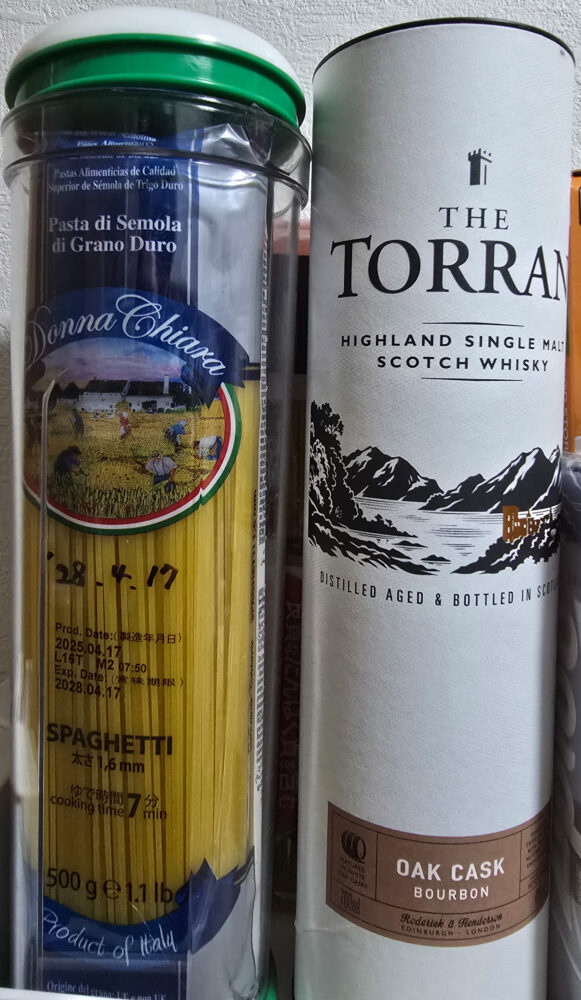 Pastas Alimenticias de Calidad
Superior de Sémola de Trigo Duro
Pasta di Semola
di Grano Duro
Donna Chiara
'28.4.17
Prod. Date:(製造年月日)
2025.04.17
L16T M2 07:50
Exp. Date:(賞味期限)
2028.04.17
SPAGHETTI
太さ 1,6 mm
ゆで時間 7 分
cooking time min
500 g ℮ 1.1 lb
Product of Italy
THE
TORRAN
HIGHLAND SINGLE MALT
SCOTCH WHISKY
DISTILLED AGED & BOTTLED IN SCOT
OAK CASK
BOURBON
700ml
Roderick & Henderson
EDINBURGH - LONDON